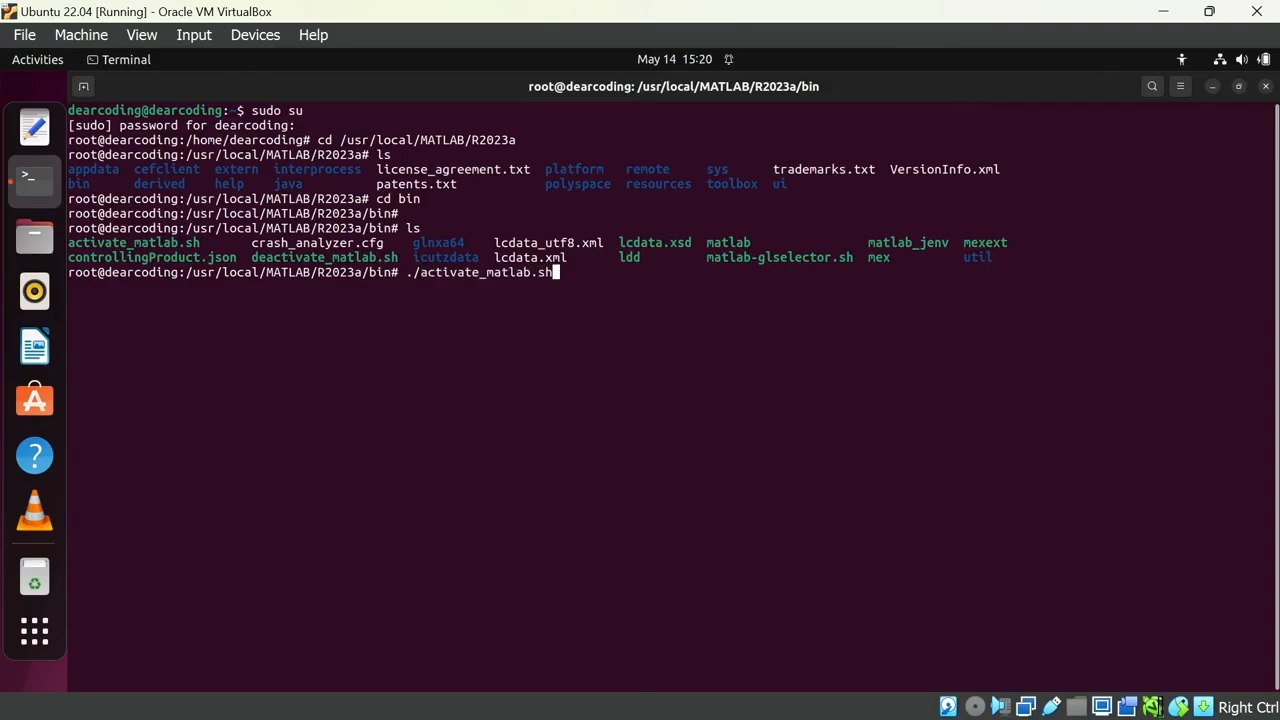 Ubuntu 22.04 [Running] - Oracle VM VirtualBox
File Machine View Input Devices Help
Activities Terminal May 14 15:20
root@dearcoding: /usr/local/MATLAB/R2023a/bin
dearcoding@dearcoding:~$ sudo su
[sudo] password for dearcoding:
root@dearcoding:/home/dearcoding# cd /usr/local/MATLAB/R2023a
root@dearcoding:/usr/local/MATLAB/R2023a# ls
appdata cefclient extern interprocess license_agreement.txt platform remote sys trademarks.txt VersionInfo.xml
bin derived help java patents.txt polyspace resources toolbox ui
root@dearcoding:/usr/local/MATLAB/R2023a# cd bin
root@dearcoding:/usr/local/MATLAB/R2023a/bin#
root@dearcoding:/usr/local/MATLAB/R2023a/bin# ls
activate_matlab.sh crash_analyzer.cfg glnxa64 lcdata_utf8.xml lcdata.xsd matlab matlab_jenv mexext
controllingProduct.json deactivate_matlab.sh icutzdata lcdata.xml ldd matlab-glselector.sh mex util
root@dearcoding:/usr/local/MATLAB/R2023a/bin# ./activate_matlab.sh
Right Ctrl